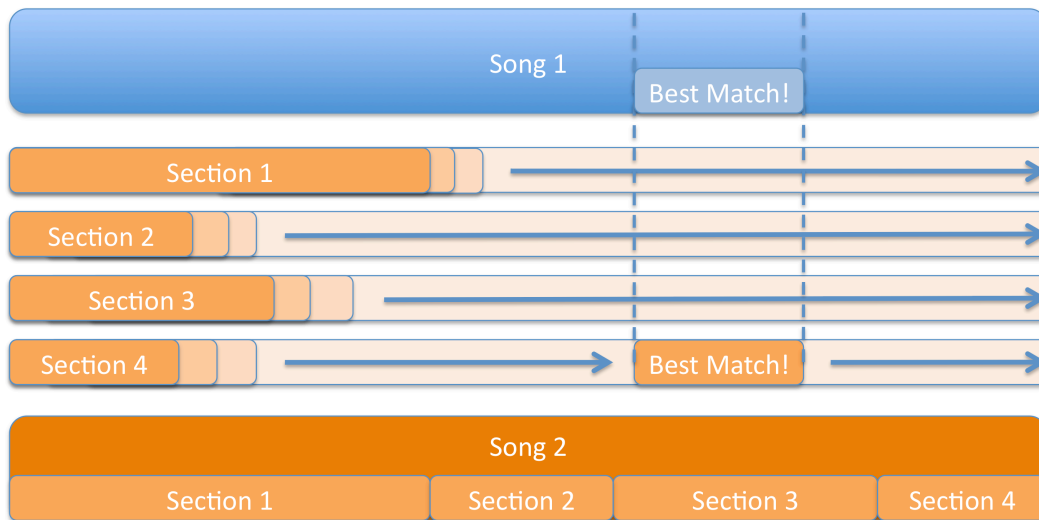 Song 1
Best Match!
Section 1
Section 2
Section 3
Section 4
Best Match!
Song 2
Section 1
Section 2
Section 3
Section 4